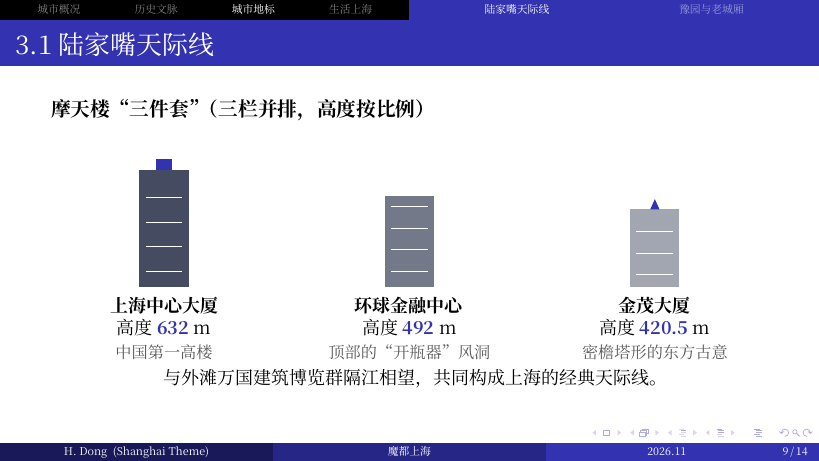 城市概况 历史文脉 城市地标 生活上海 陆家嘴天际线 豫园与老城厢
3.1 陆家嘴天际线
摩天楼“三件套”（三栏并排，高度按比例）
上海中心大厦 环球金融中心 金茂大厦
高度 632 m 高度 492 m 高度 420.5 m
中国第一高楼 顶部的“开瓶器”风洞 密檐塔形的东方古意
与外滩万国建筑博览群隔江相望，共同构成上海的经典天际线。
H. Dong (Shanghai Theme) 魔都上海 2026.11 9 / 14